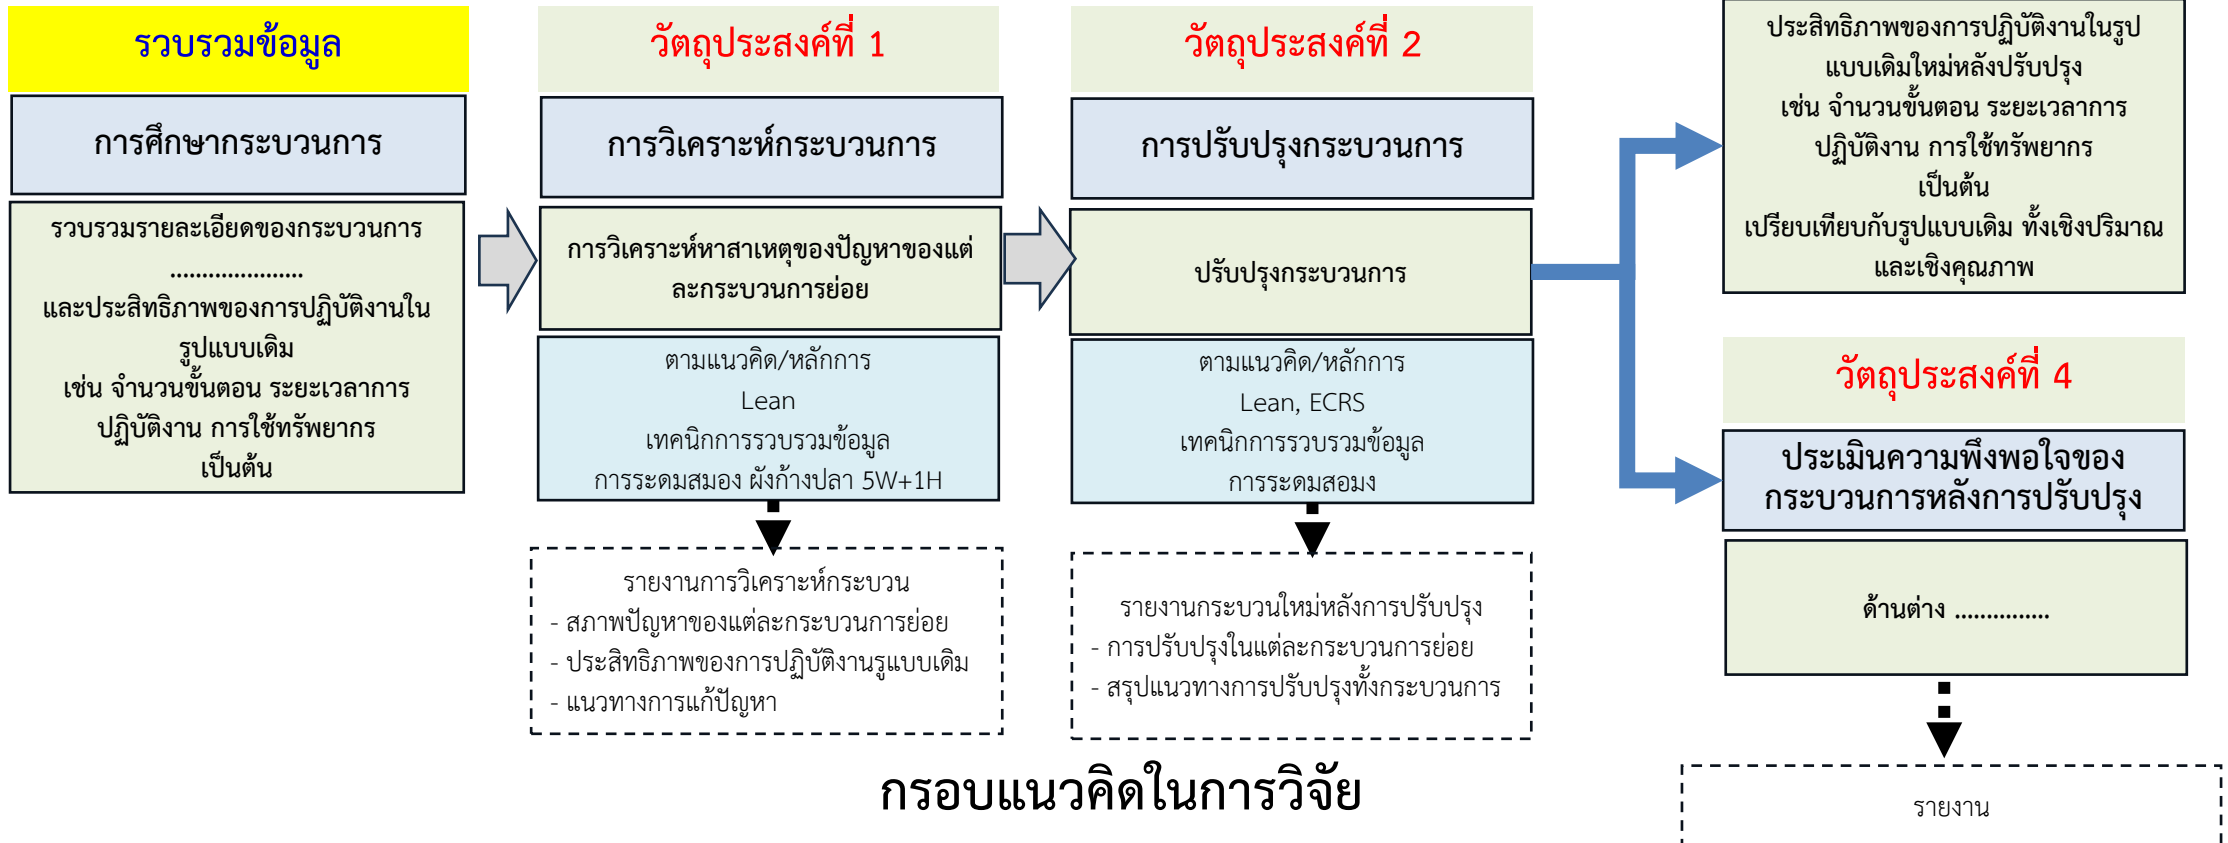 รวบรวมข้อมูล
การศึกษากระบวนการ
รวบรวมรายละเอียดของกระบวนการ
.....................
และประสิทธิภาพของการปฏิบัติงานใน
รูปแบบเดิม
เช่น จำนวนขั้นตอน ระยะเวลาการ
ปฏิบัติงาน การใช้ทรัพยากร
เป็นต้น
วัตถุประสงค์ที่ 1
การวิเคราะห์กระบวนการ
การวิเคราะห์หาสาเหตุของปัญหาของแต่
ละกระบวนการย่อย
ตามแนวคิด/หลักการ
Lean
เทคนิกการรวบรวมข้อมูล
การระดมสมอง ผังก้างปลา 5W+1H
รายงานการวิเคราะห์กระบวน
- สภาพปัญหาของแต่ละกระบวนการย่อย
- ประสิทธิภาพของการปฏิบัติงานรูแบบเดิม
- แนวทางการแก้ปัญหา
วัตถุประสงค์ที่ 2
การปรับปรุงกระบวนการ
ปรับปรุงกระบวนการ
ตามแนวคิด/หลักการ
Lean, ECRS
เทคนิกการรวบรวมข้อมูล
การระดมสอมง
รายงานกระบวนใหม่หลังการปรับปรุง
- การปรับปรุงในแต่ละกระบวนการย่อย
- สรุปแนวทางการปรับปรุงทั้งกระบวนการ
ประสิทธิภาพของการปฏิบัติงานในรูป
แบบเดิมใหม่หลังปรับปรุง
เช่น จำนวนขั้นตอน ระยะเวลาการ
ปฏิบัติงาน การใช้ทรัพยากร
เป็นต้น
เปรียบเทียบกับรูปแบบเดิม ทั้งเชิงปริมาณ
และเชิงคุณภาพ
วัตถุประสงค์ที่ 4
ประเมินความพึงพอใจของ
กระบวนการหลังการปรับปรุง
ด้านต่าง ...............
รายงาน
กรอบแนวคิดในการวิจัย